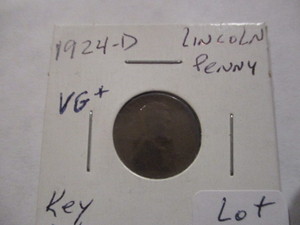 1924-D
LINCOLN
Penny
VG+
Key
Lot